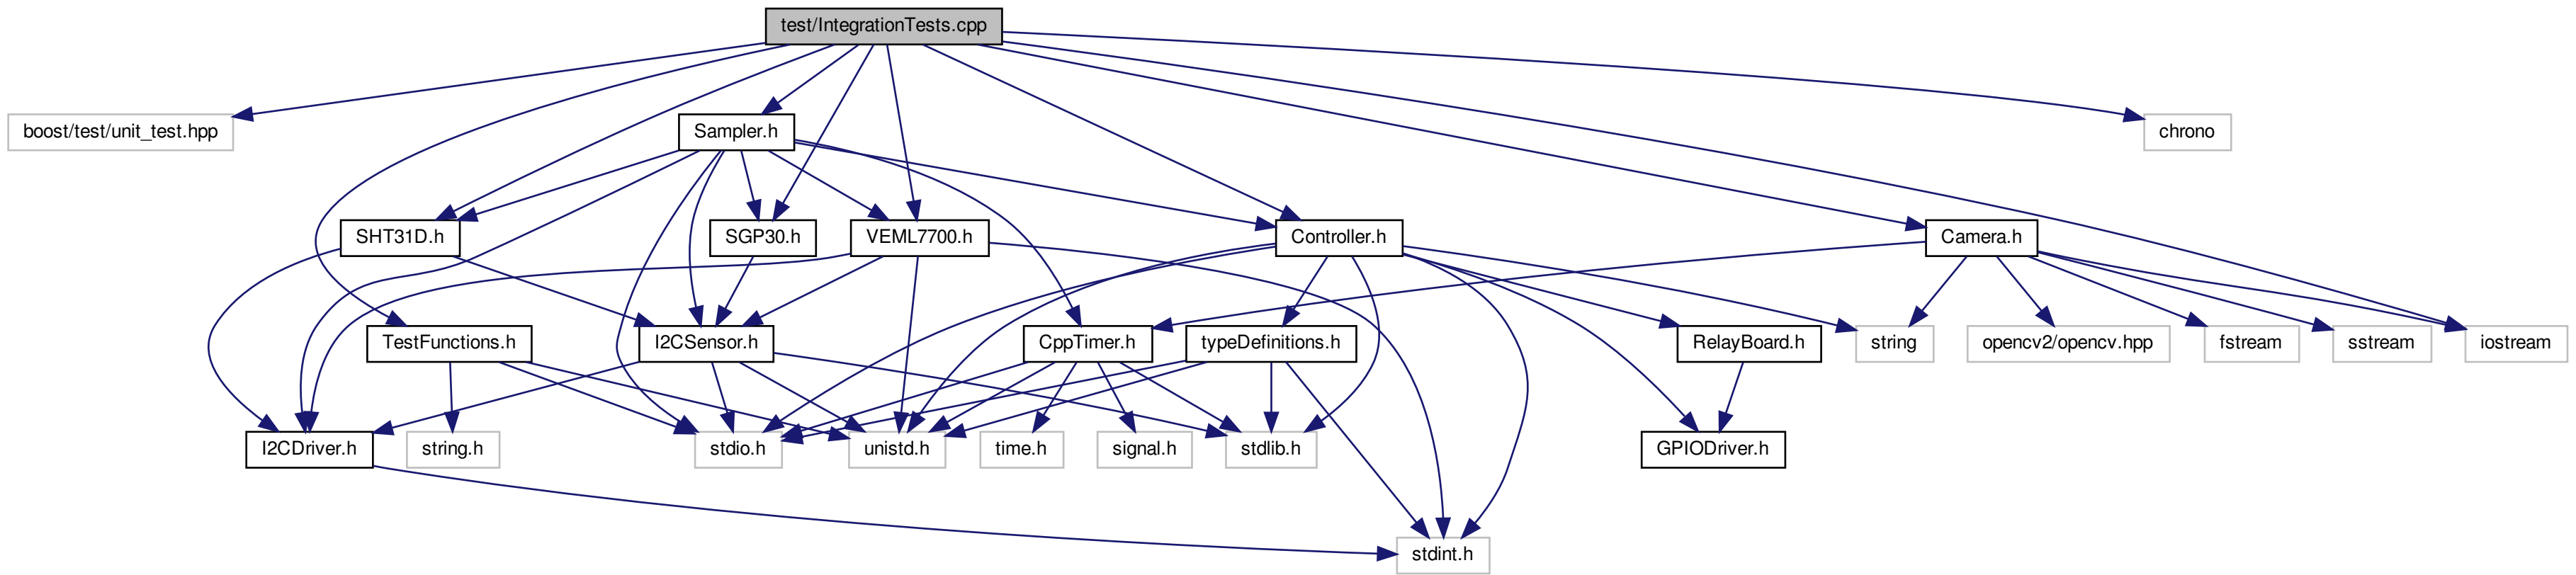 test/IntegrationTests.cpp
boost/test/unit_test.hpp
Sampler.h
chrono
SHT31D.h
SGP30.h
VEML7700.h
Controller.h
Camera.h
TestFunctions.h
I2CSensor.h
CppTimer.h
typeDefinitions.h
RelayBoard.h
string
opencv2/opencv.hpp
fstream
sstream
iostream
I2CDriver.h
string.h
stdio.h
unistd.h
time.h
signal.h
stdlib.h
GPIODriver.h
stdint.h